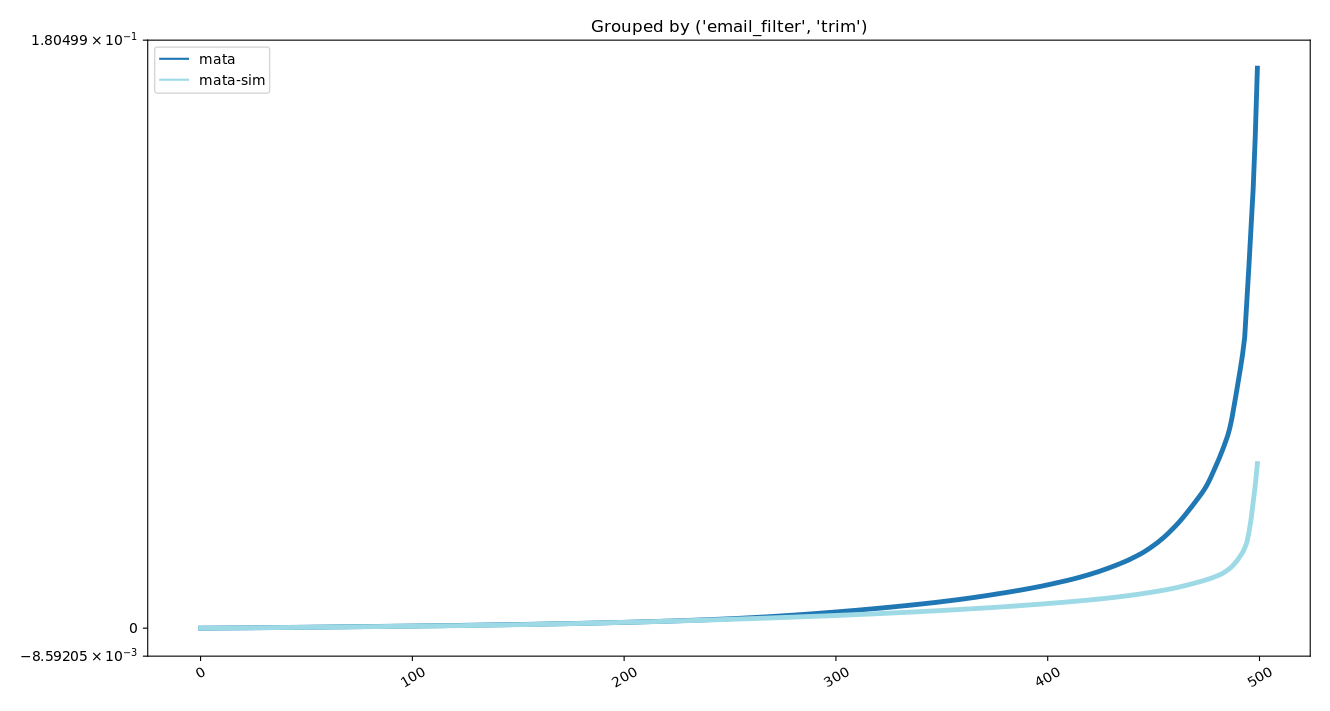 Grouped by ('email_filter', 'trim')
1.80499 × 10⁻¹
mata
mata-sim
0
−8.59205 × 10⁻³
0
100
200
300
400
500